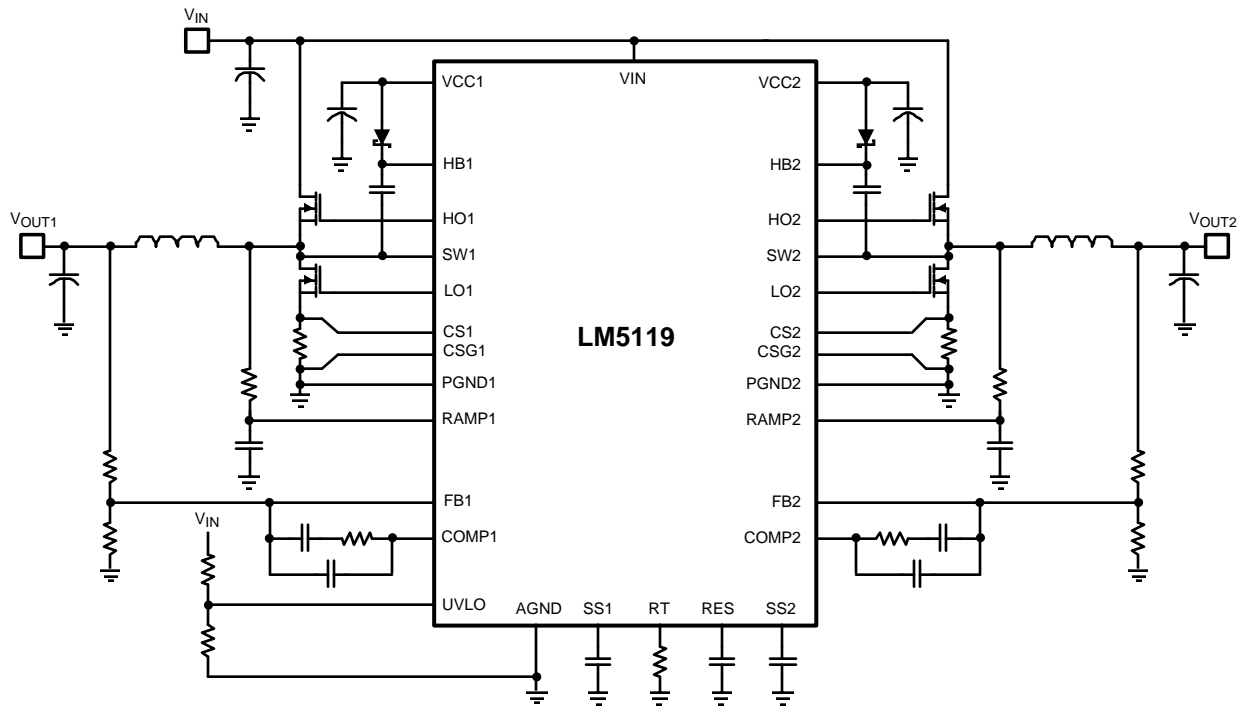 VIN
VCC1
VIN
VCC2
HB1
HB2
HO1
HO2
VOUT1
VOUT2
SW1
SW2
LO1
LO2
LM5119
CS1
CS2
CSG1
CSG2
PGND1
PGND2
RAMP1
RAMP2
FB1
FB2
VIN
COMP1
COMP2
UVLO
AGND
SS1
RT
RES
SS2